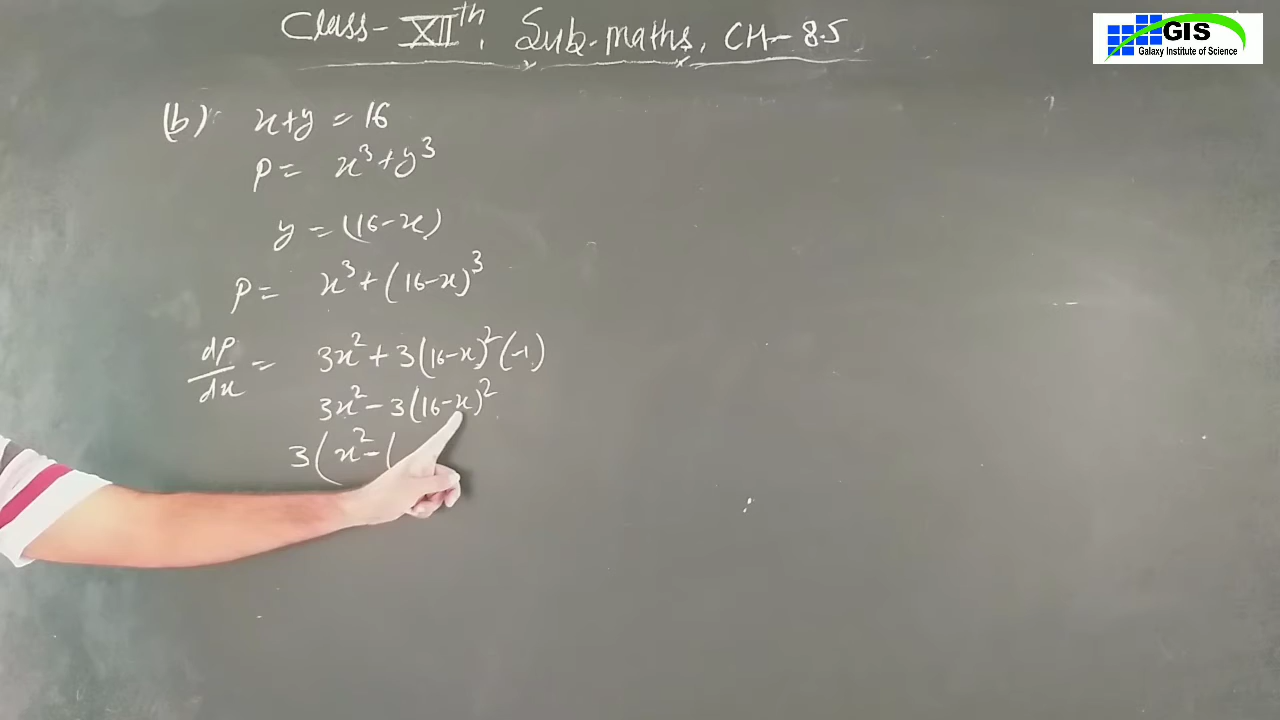 Class-XIIth, Sub-maths, CH-8.5
GIS
Galaxy Institute of Science
(b) x+y = 16
P = x³+y³
y = (16-x)
P = x³+(16-x)³
dP/dx = 3x²+3(16-x)²(-1)
3x²-3(16-x)²
3(x²-(